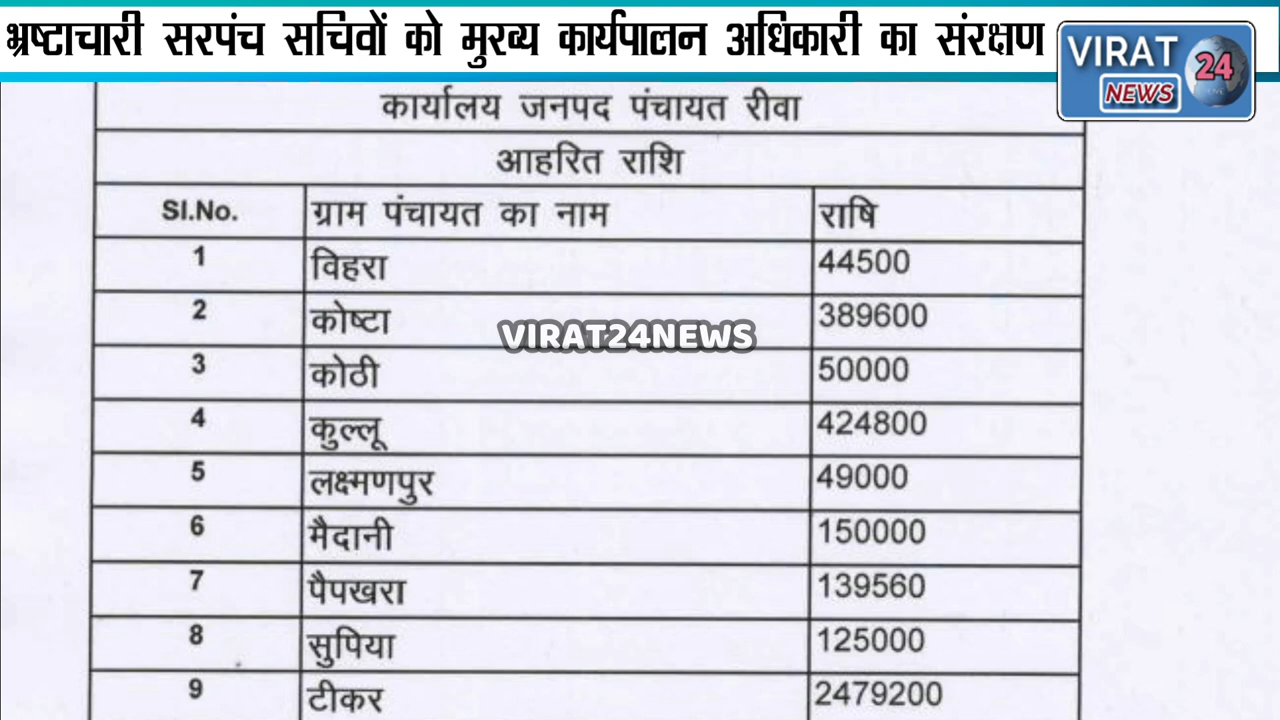 भ्रष्टाचारी सरपंच सचिवों को मुख्य कार्यपालन अधिकारी का संरक्षण
VIRAT 24
NEWS
कार्यालय जनपद पंचायत रीवा
आहरित राशि
SI.No. ग्राम पंचायत का नाम राषि
1 विहरा 44500
2 कोष्टा 389600
VIRAT24NEWS
3 कोठी 50000
4 कुल्लू 424800
5 लक्ष्मणपुर 49000
6 मैदानी 150000
7 पैपखरा 139560
8 सुपिया 125000
9 टीकर 2479200